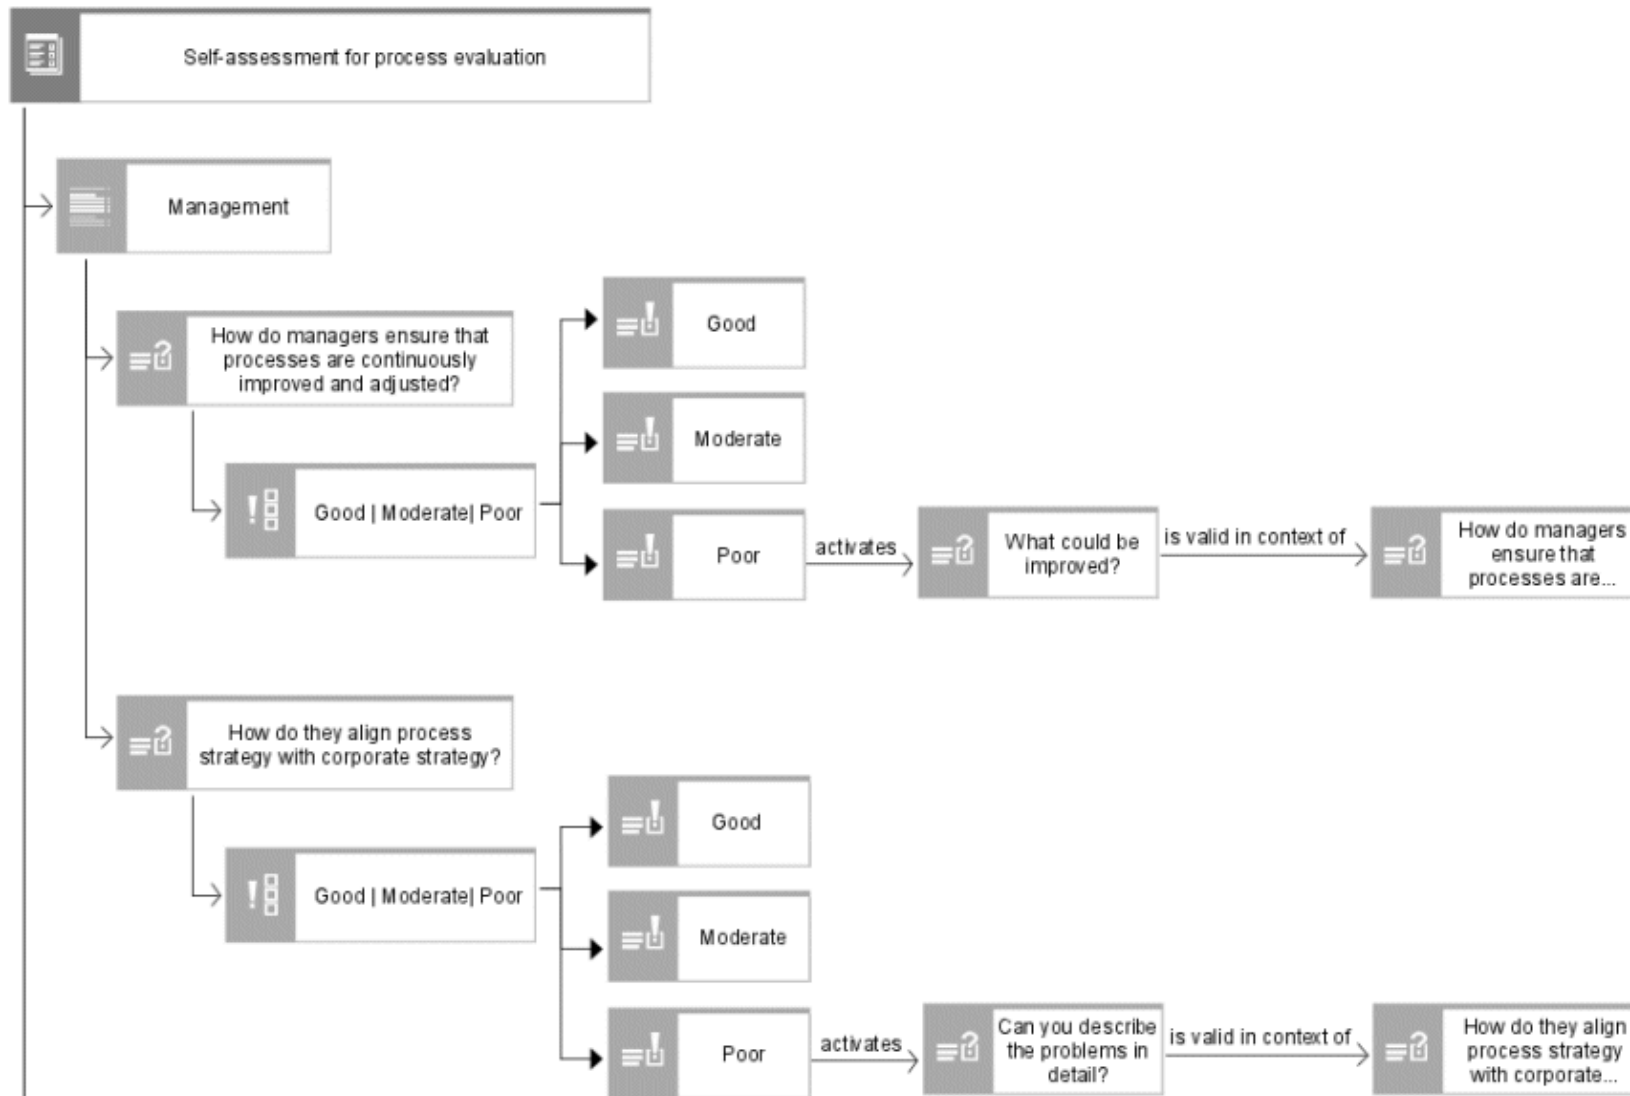 Self-assessment for process evaluation
Management
How do managers ensure that
processes are continuously
improved and adjusted?
Good | Moderate| Poor
Good
Moderate
Poor
activates
What could be
improved?
is valid in context of
How do managers
ensure that
processes are...
How do they align process
strategy with corporate strategy?
Good | Moderate| Poor
Good
Moderate
Poor
activates
Can you describe
the problems in
detail?
is valid in context of
How do they align
process strategy
with corporate...